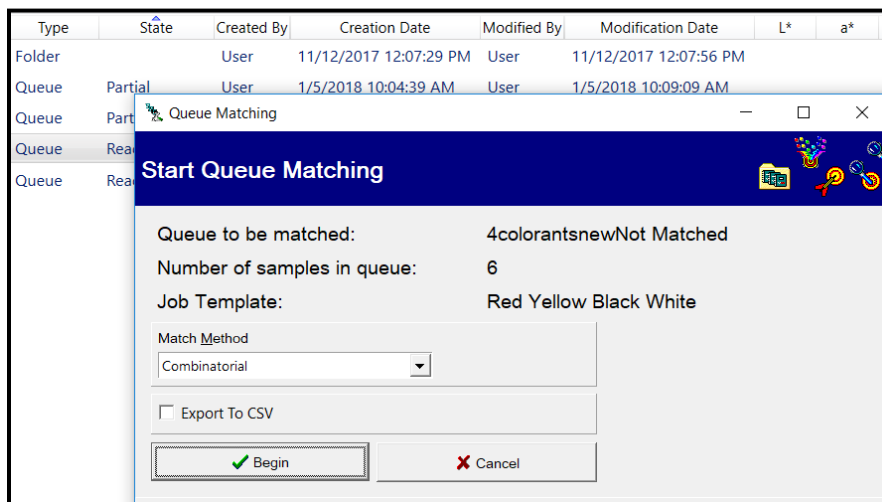 Type State Created By Creation Date Modified By Modification Date L* a*
Folder User 11/12/2017 12:07:29 PM User 11/12/2017 12:07:56 PM
Queue Partial User 1/5/2018 10:04:39 AM User 1/5/2018 10:09:09 AM
Queue Part
Queue Matching
Queue Rea
Start Queue Matching
Queue Rea
Queue to be matched: 4colorantsnewNot Matched
Number of samples in queue: 6
Job Template: Red Yellow Black White
Match Method
Combinatorial
Export To CSV
Begin Cancel